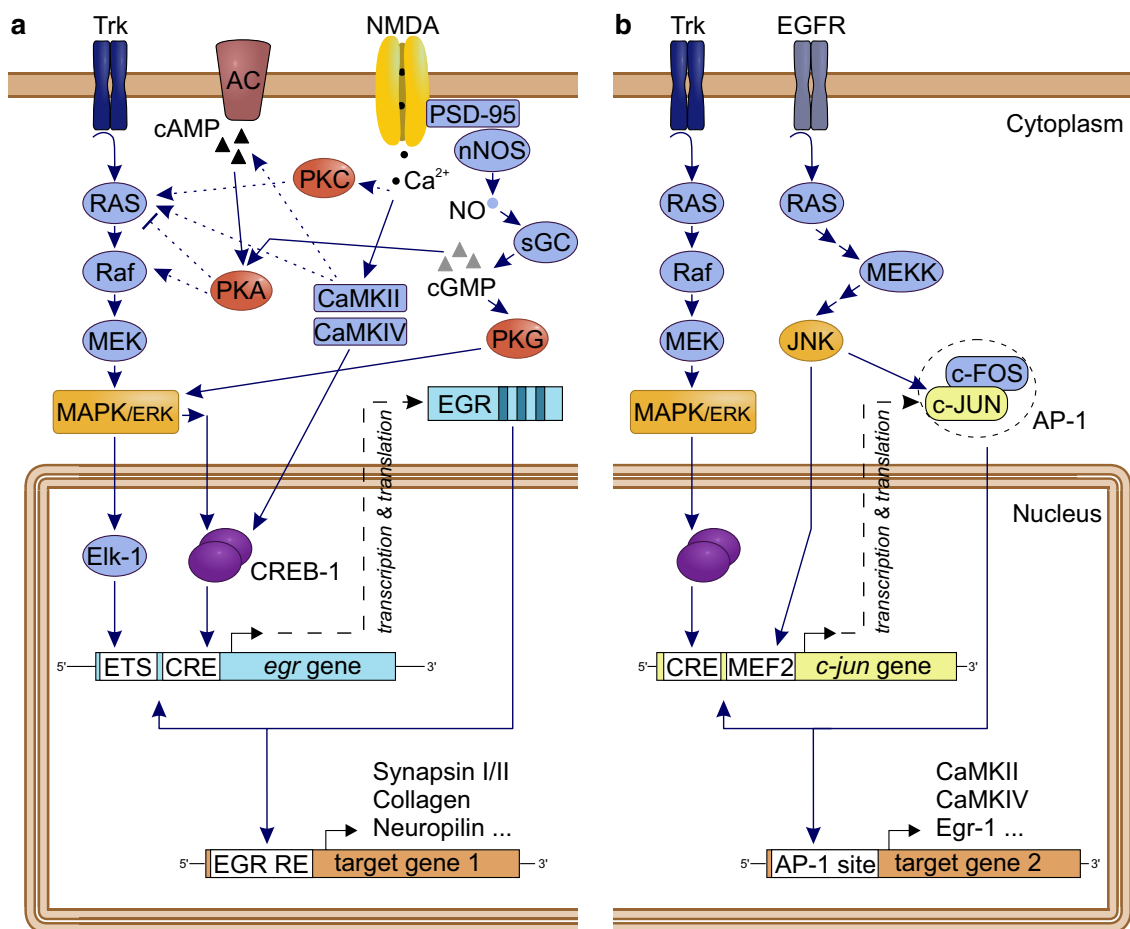 a
Trk
AC
NMDA
cAMP
PSD-95
nNOS
PKC
Ca²⁺
RAS
NO
sGC
Raf
PKA
cGMP
CaMKII
MEK
CaMKIV
PKG
MAPK/ERK
EGR
transcription & translation
Elk-1
CREB-1
5'
ETS
CRE
egr gene
3'
Synapsin I/II
Collagen
Neuropilin ...
5'
EGR RE
target gene 1
3'
b
Trk
EGFR
Cytoplasm
RAS
RAS
Raf
MEKK
MEK
JNK
c-FOS
c-JUN
MAPK/ERK
AP-1
transcription & translation
Nucleus
5'
CRE
MEF2
c-jun gene
3'
CaMKII
CaMKIV
Egr-1 ...
5'
AP-1 site
target gene 2
3'